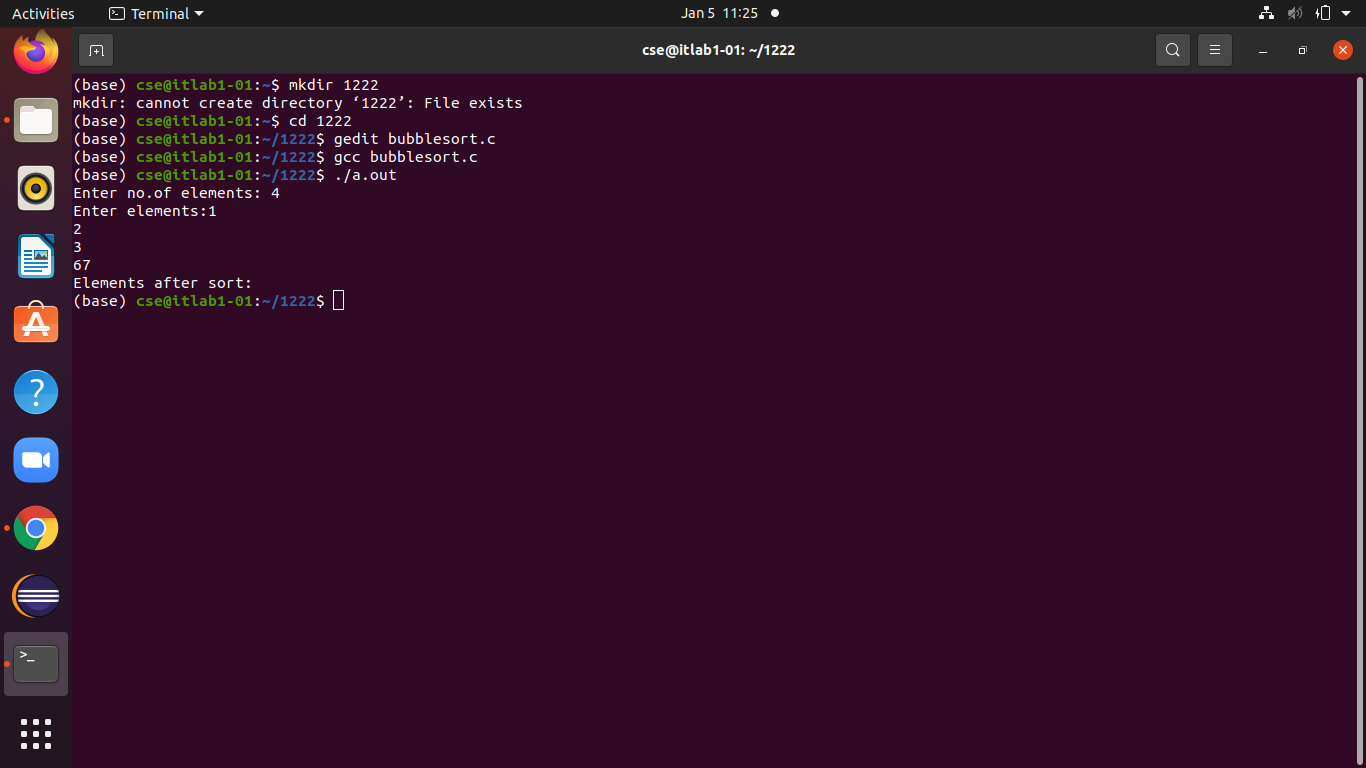 Activities
Terminal
Jan 5 11:25
cse@itlab1-01: ~/1222
(base) cse@itlab1-01:~$ mkdir 1222
mkdir: cannot create directory ‘1222’: File exists
(base) cse@itlab1-01:~$ cd 1222
(base) cse@itlab1-01:~/1222$ gedit bubblesort.c
(base) cse@itlab1-01:~/1222$ gcc bubblesort.c
(base) cse@itlab1-01:~/1222$ ./a.out
Enter no.of elements: 4
Enter elements:1
2
3
67
Elements after sort:
(base) cse@itlab1-01:~/1222$